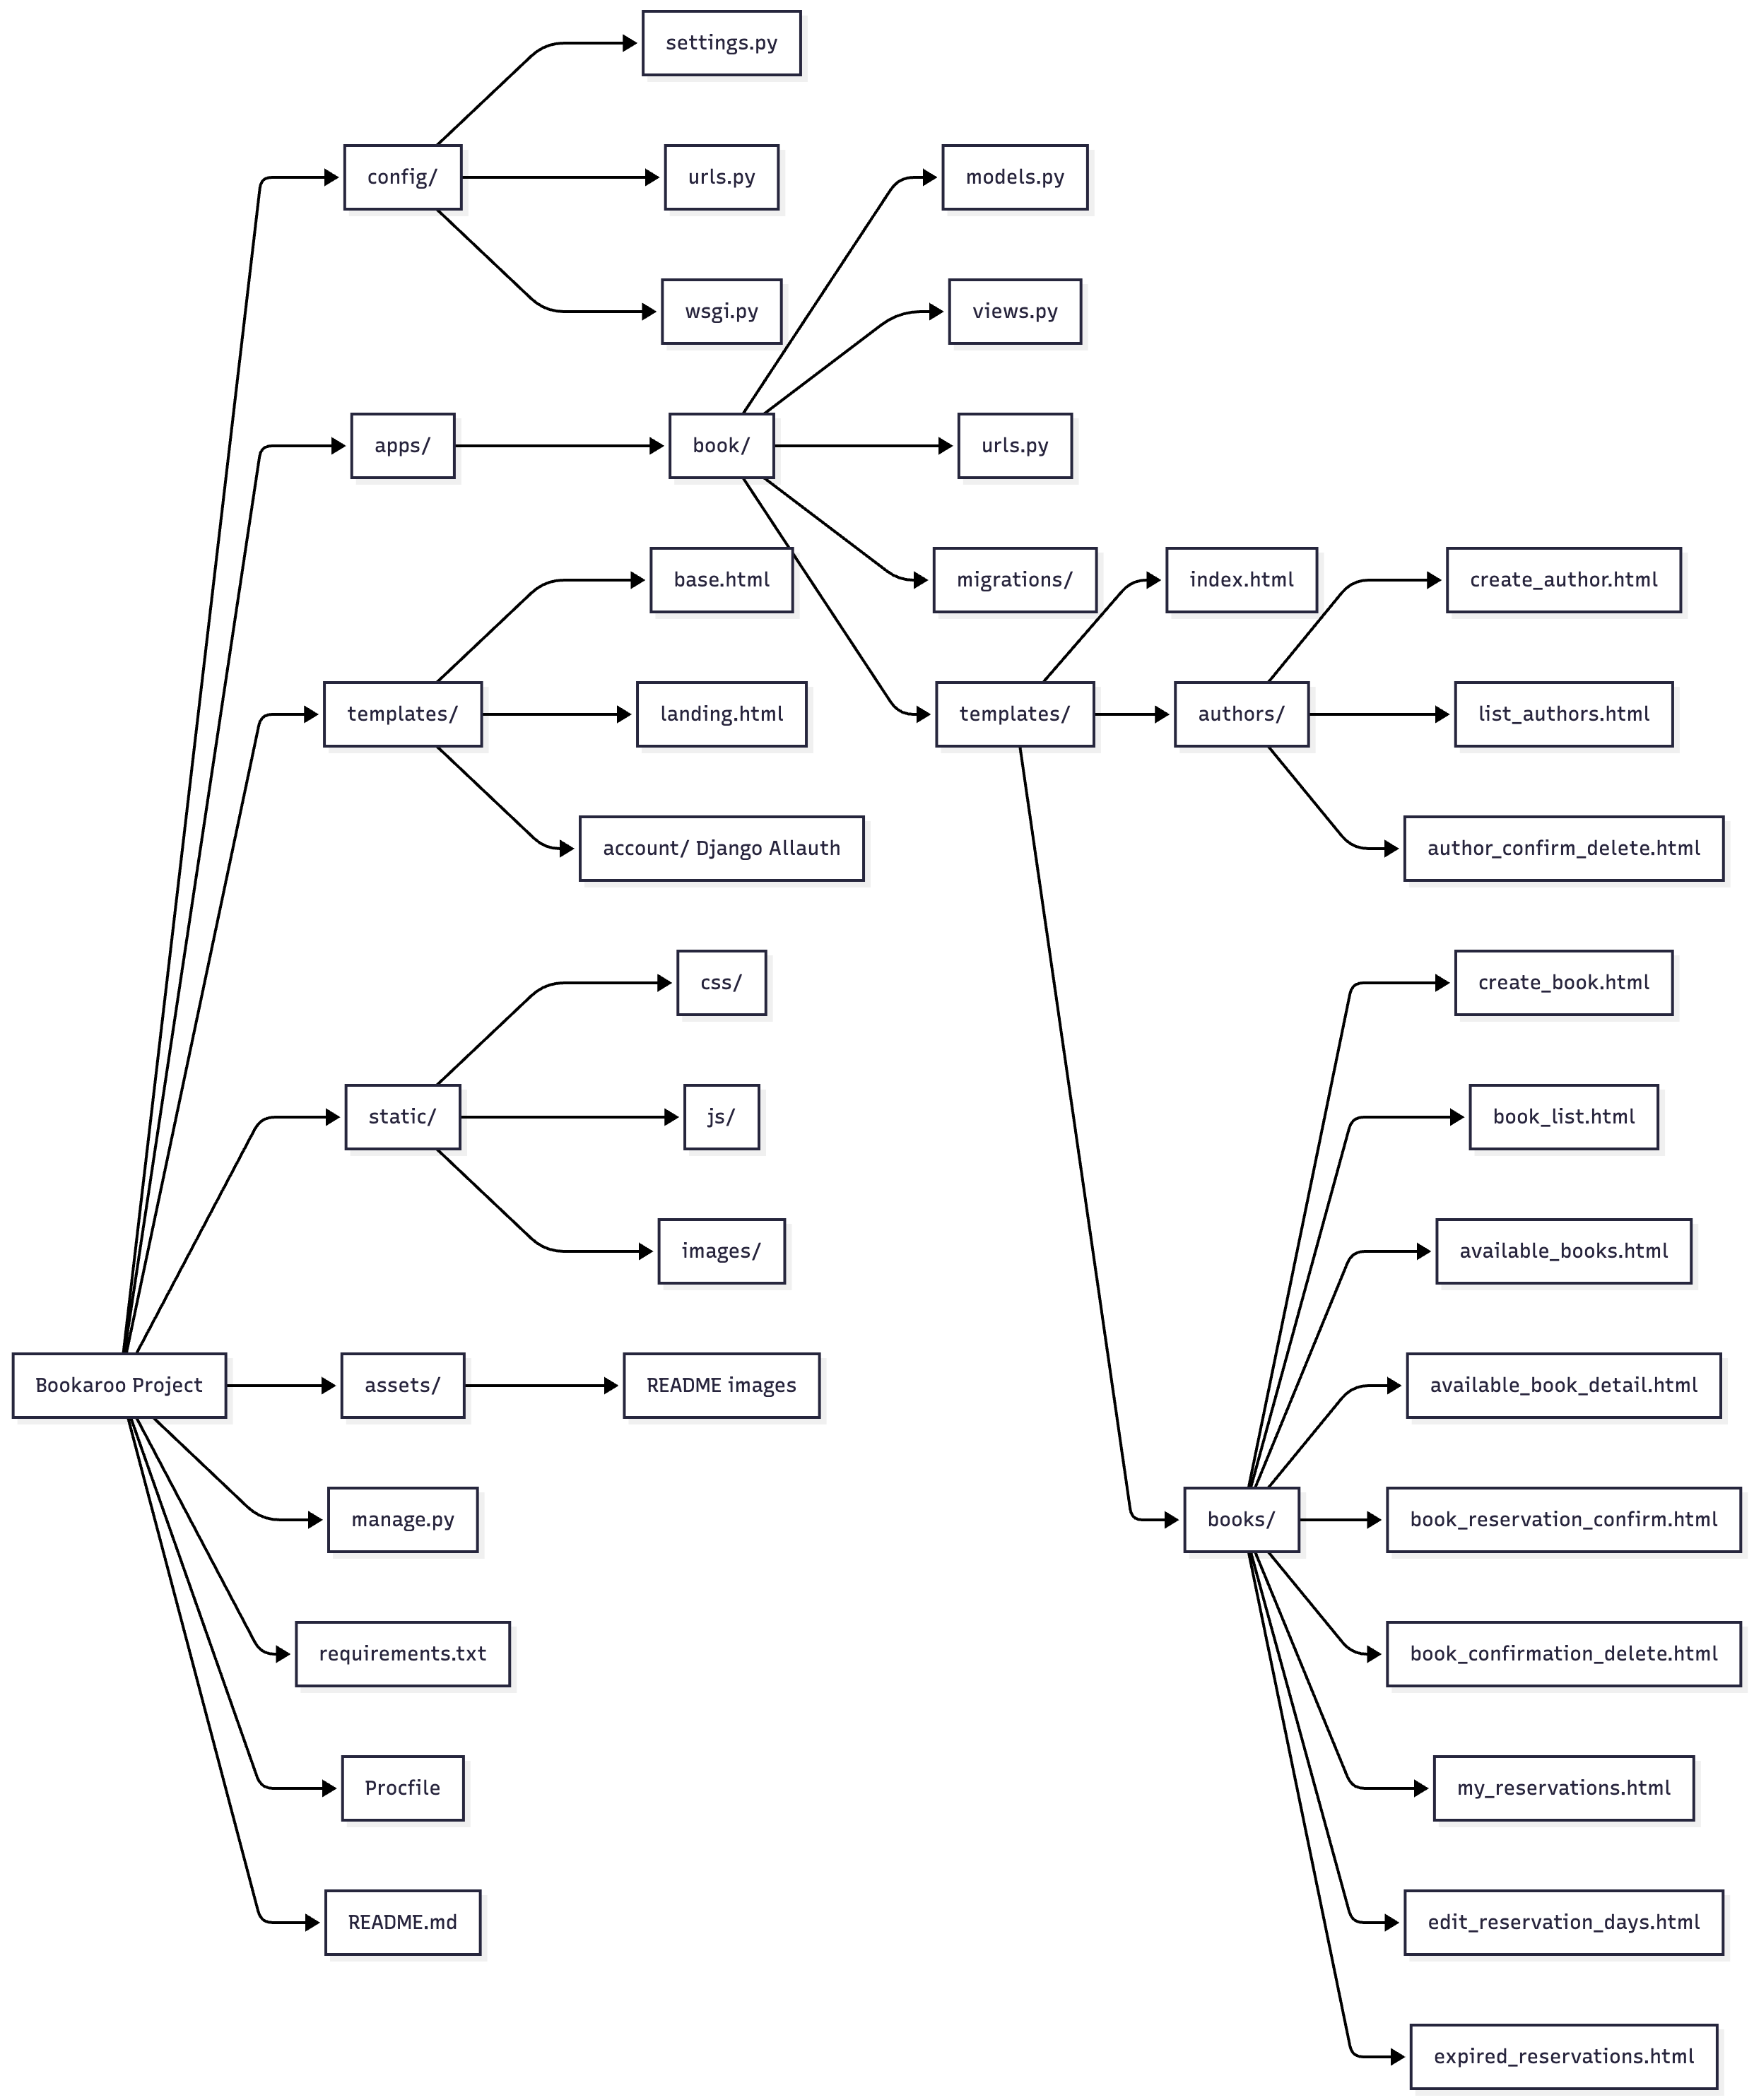 settings.py
config/
urls.py
models.py
wsgi.py
views.py
apps/
book/
urls.py
base.html
migrations/
index.html
create_author.html
templates/
landing.html
templates/
authors/
list_authors.html
account/ Django Allauth
author_confirm_delete.html
css/
create_book.html
static/
js/
book_list.html
images/
available_books.html
Bookaroo Project
assets/
README images
available_book_detail.html
manage.py
books/
book_reservation_confirm.html
requirements.txt
book_confirmation_delete.html
Procfile
my_reservations.html
README.md
edit_reservation_days.html
expired_reservations.html